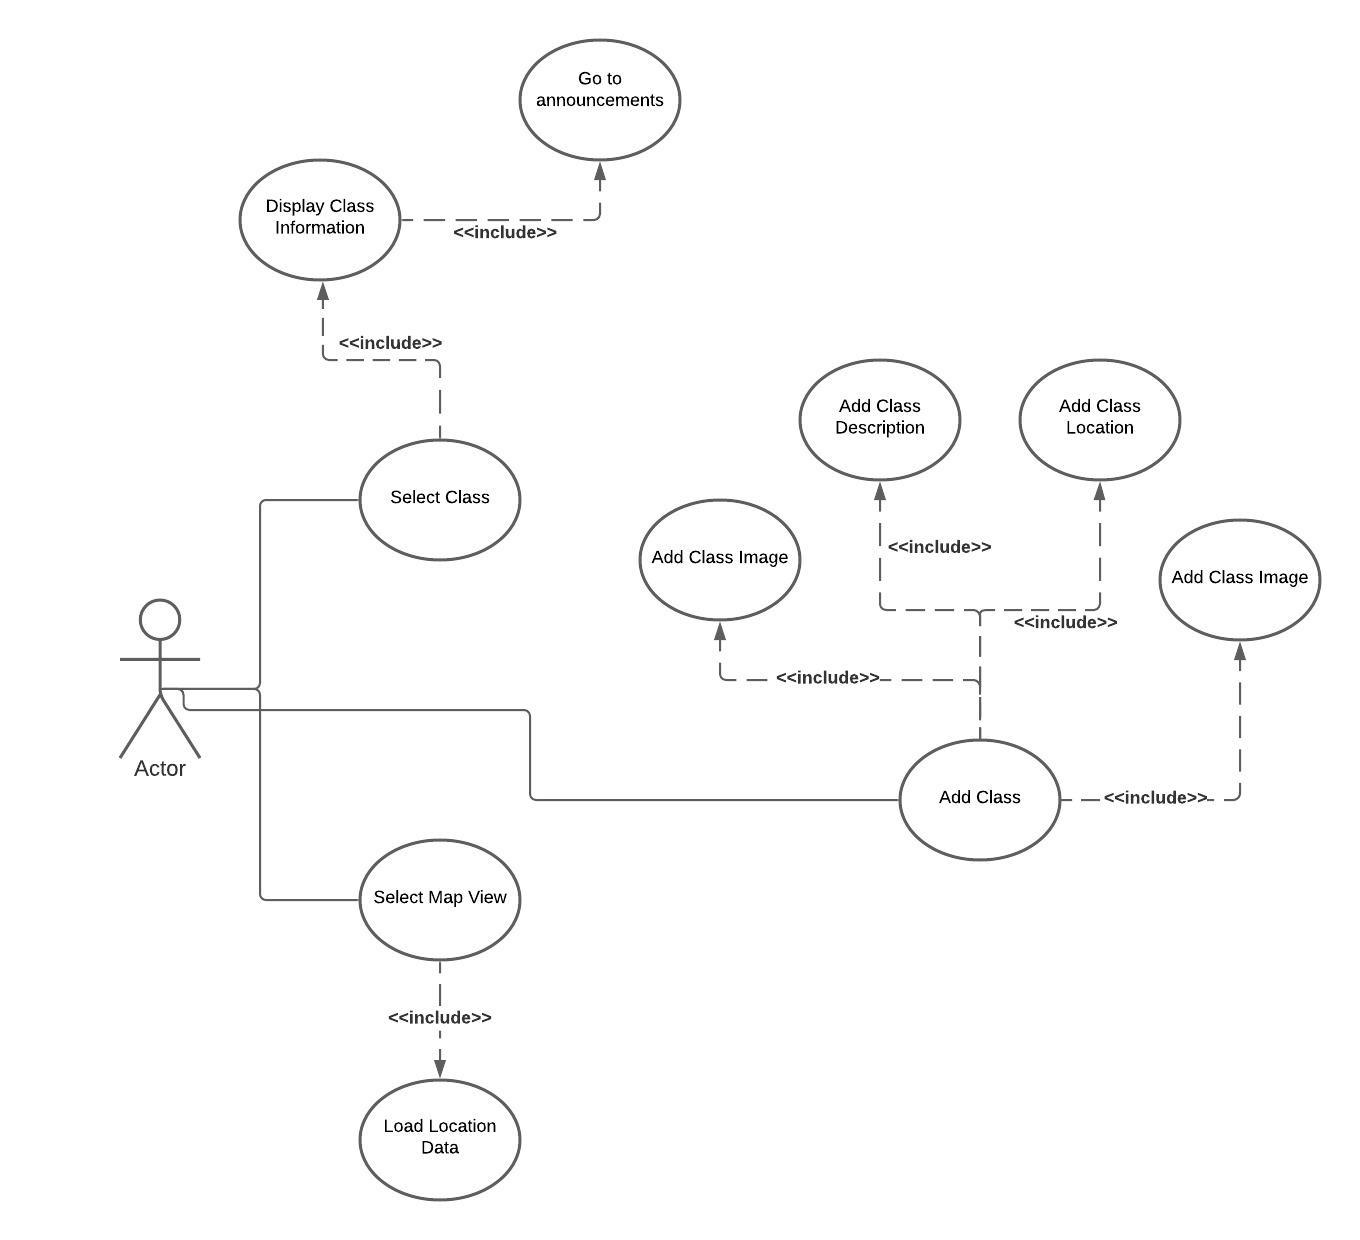 Go to
announcements
Display Class
Information
<<include>>
<<include>>
Add Class
Description
Add Class
Location
Select Class
<<include>>
Add Class Image
Add Class Image
<<include>>
<<include>>
Actor
Add Class
<<include>>
Select Map View
<<include>>
Load Location
Data